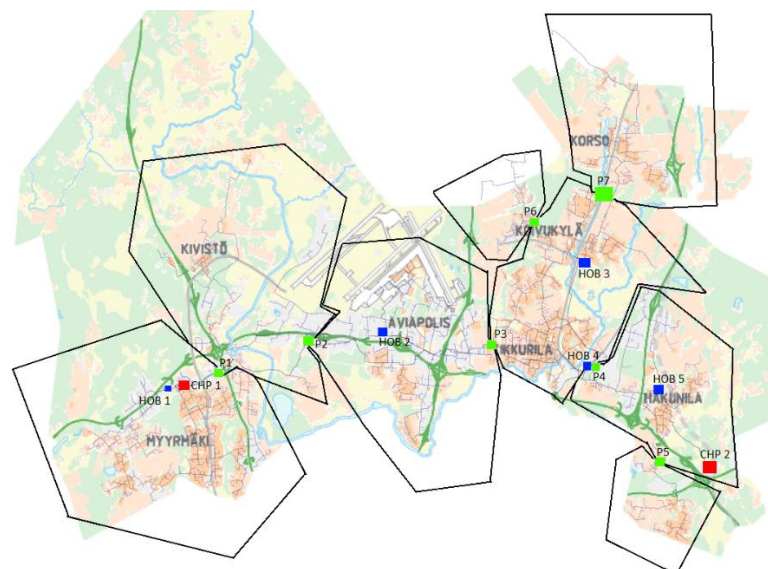 KORSO
P7
P6
KOIVUKYLÄ
KIVISTÖ
HOB 3
AVIAPOLIS
HOB 2
P2
P3
IKKURILA
HOB 4
P4
P1
CHP 1
HOB 1
HOB 5
HAKUNILA
MYYRMÄKI
P5
CHP 2